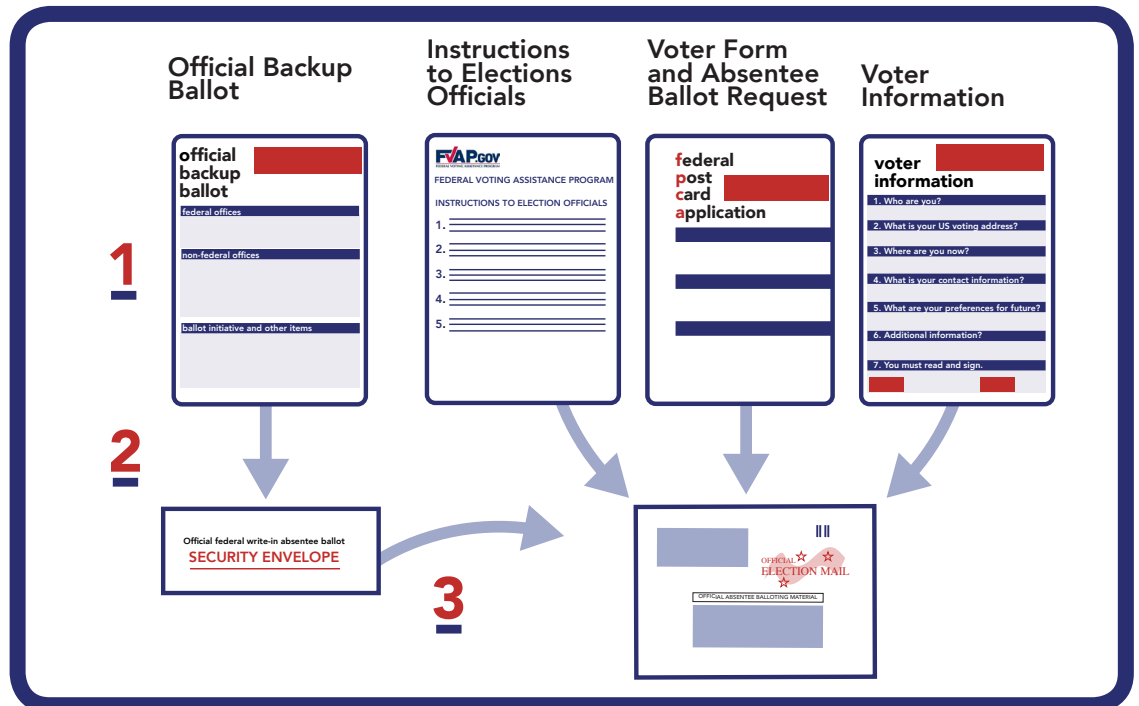 Official Backup
Ballot
Instructions
to Elections
Officials
Voter Form
and Absentee
Ballot Request
Voter
Information
1
official
backup
ballot
federal offices
non-federal offices
ballot initiative and other items
FVAP.GOV
FEDERAL VOTING ASSISTANCE PROGRAM
FEDERAL VOTING ASSISTANCE PROGRAM
INSTRUCTIONS TO ELECTION OFFICIALS
1.
2.
3.
4.
5.
federal
post
card
application
voter
information
1. Who are you?
2. What is your US voting address?
3. Where are you now?
4. What is your contact information?
5. What are your preferences for future?
6. Additional information?
7. You must read and sign.
2
Official federal write-in absentee ballot
SECURITY ENVELOPE
3
OFFICIAL
ELECTION MAIL
OFFICIAL ABSENTEE BALLOTING MATERIAL